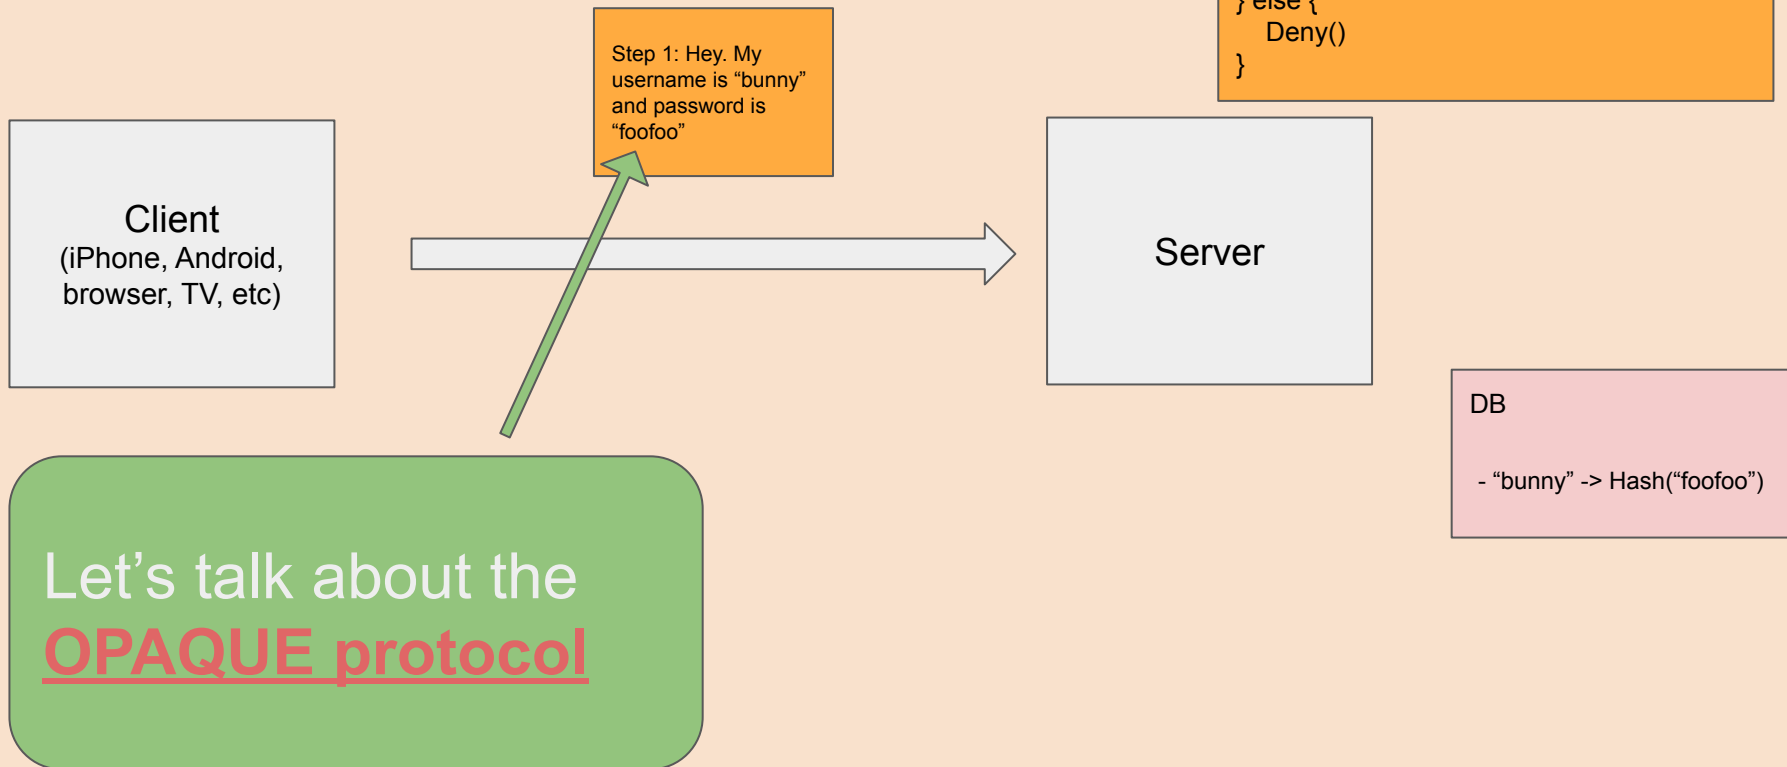 } else {
Deny()
}
Step 1: Hey. My
username is “bunny”
and password is
“foofoo”
Client
(iPhone, Android,
browser, TV, etc)
Server
DB
- “bunny” -> Hash(“foofoo”)
Let’s talk about the
OPAQUE protocol